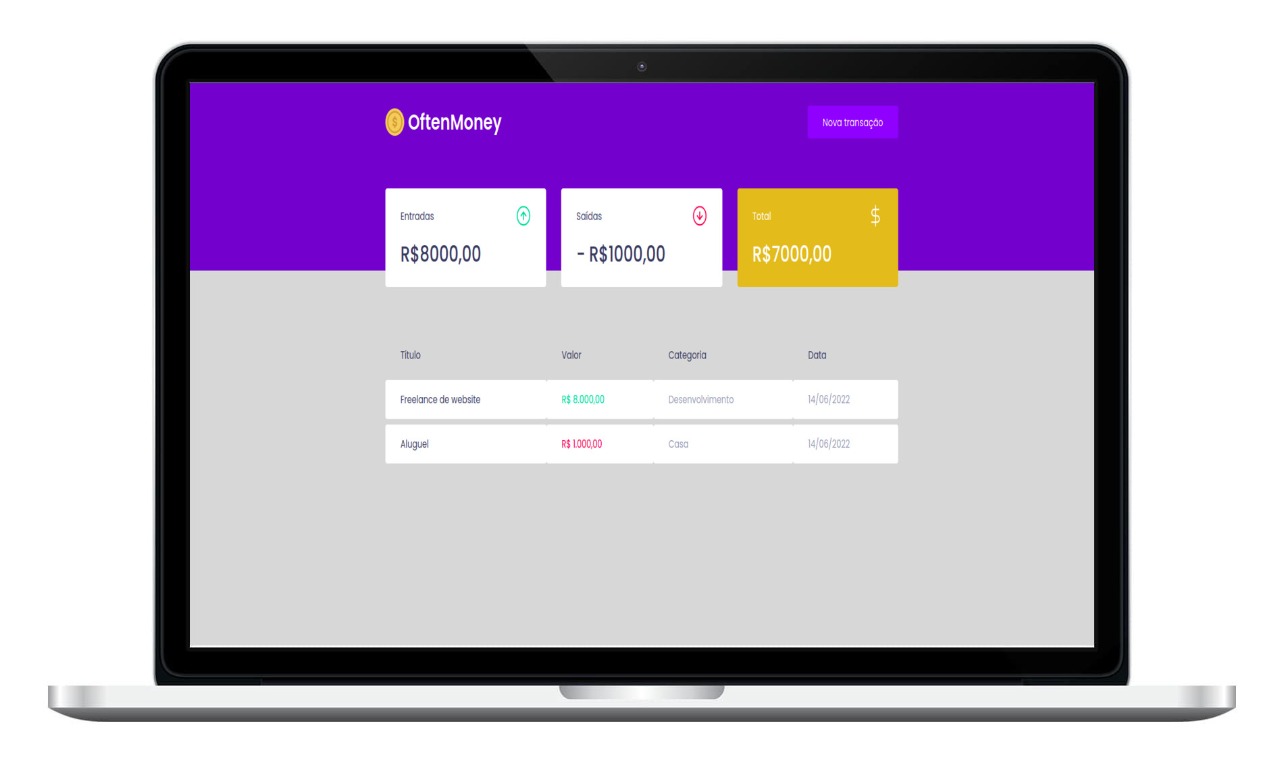 OftenMoney
Nova transação
Entradas
R$8000,00
Saídas
- R$1000,00
Total
$
R$7000,00
Título Valor Categoria Data
Freelance de website R$ 8.000,00 Desenvolvimento 14/06/2022
Aluguel R$ 1.000,00 Casa 14/06/2022